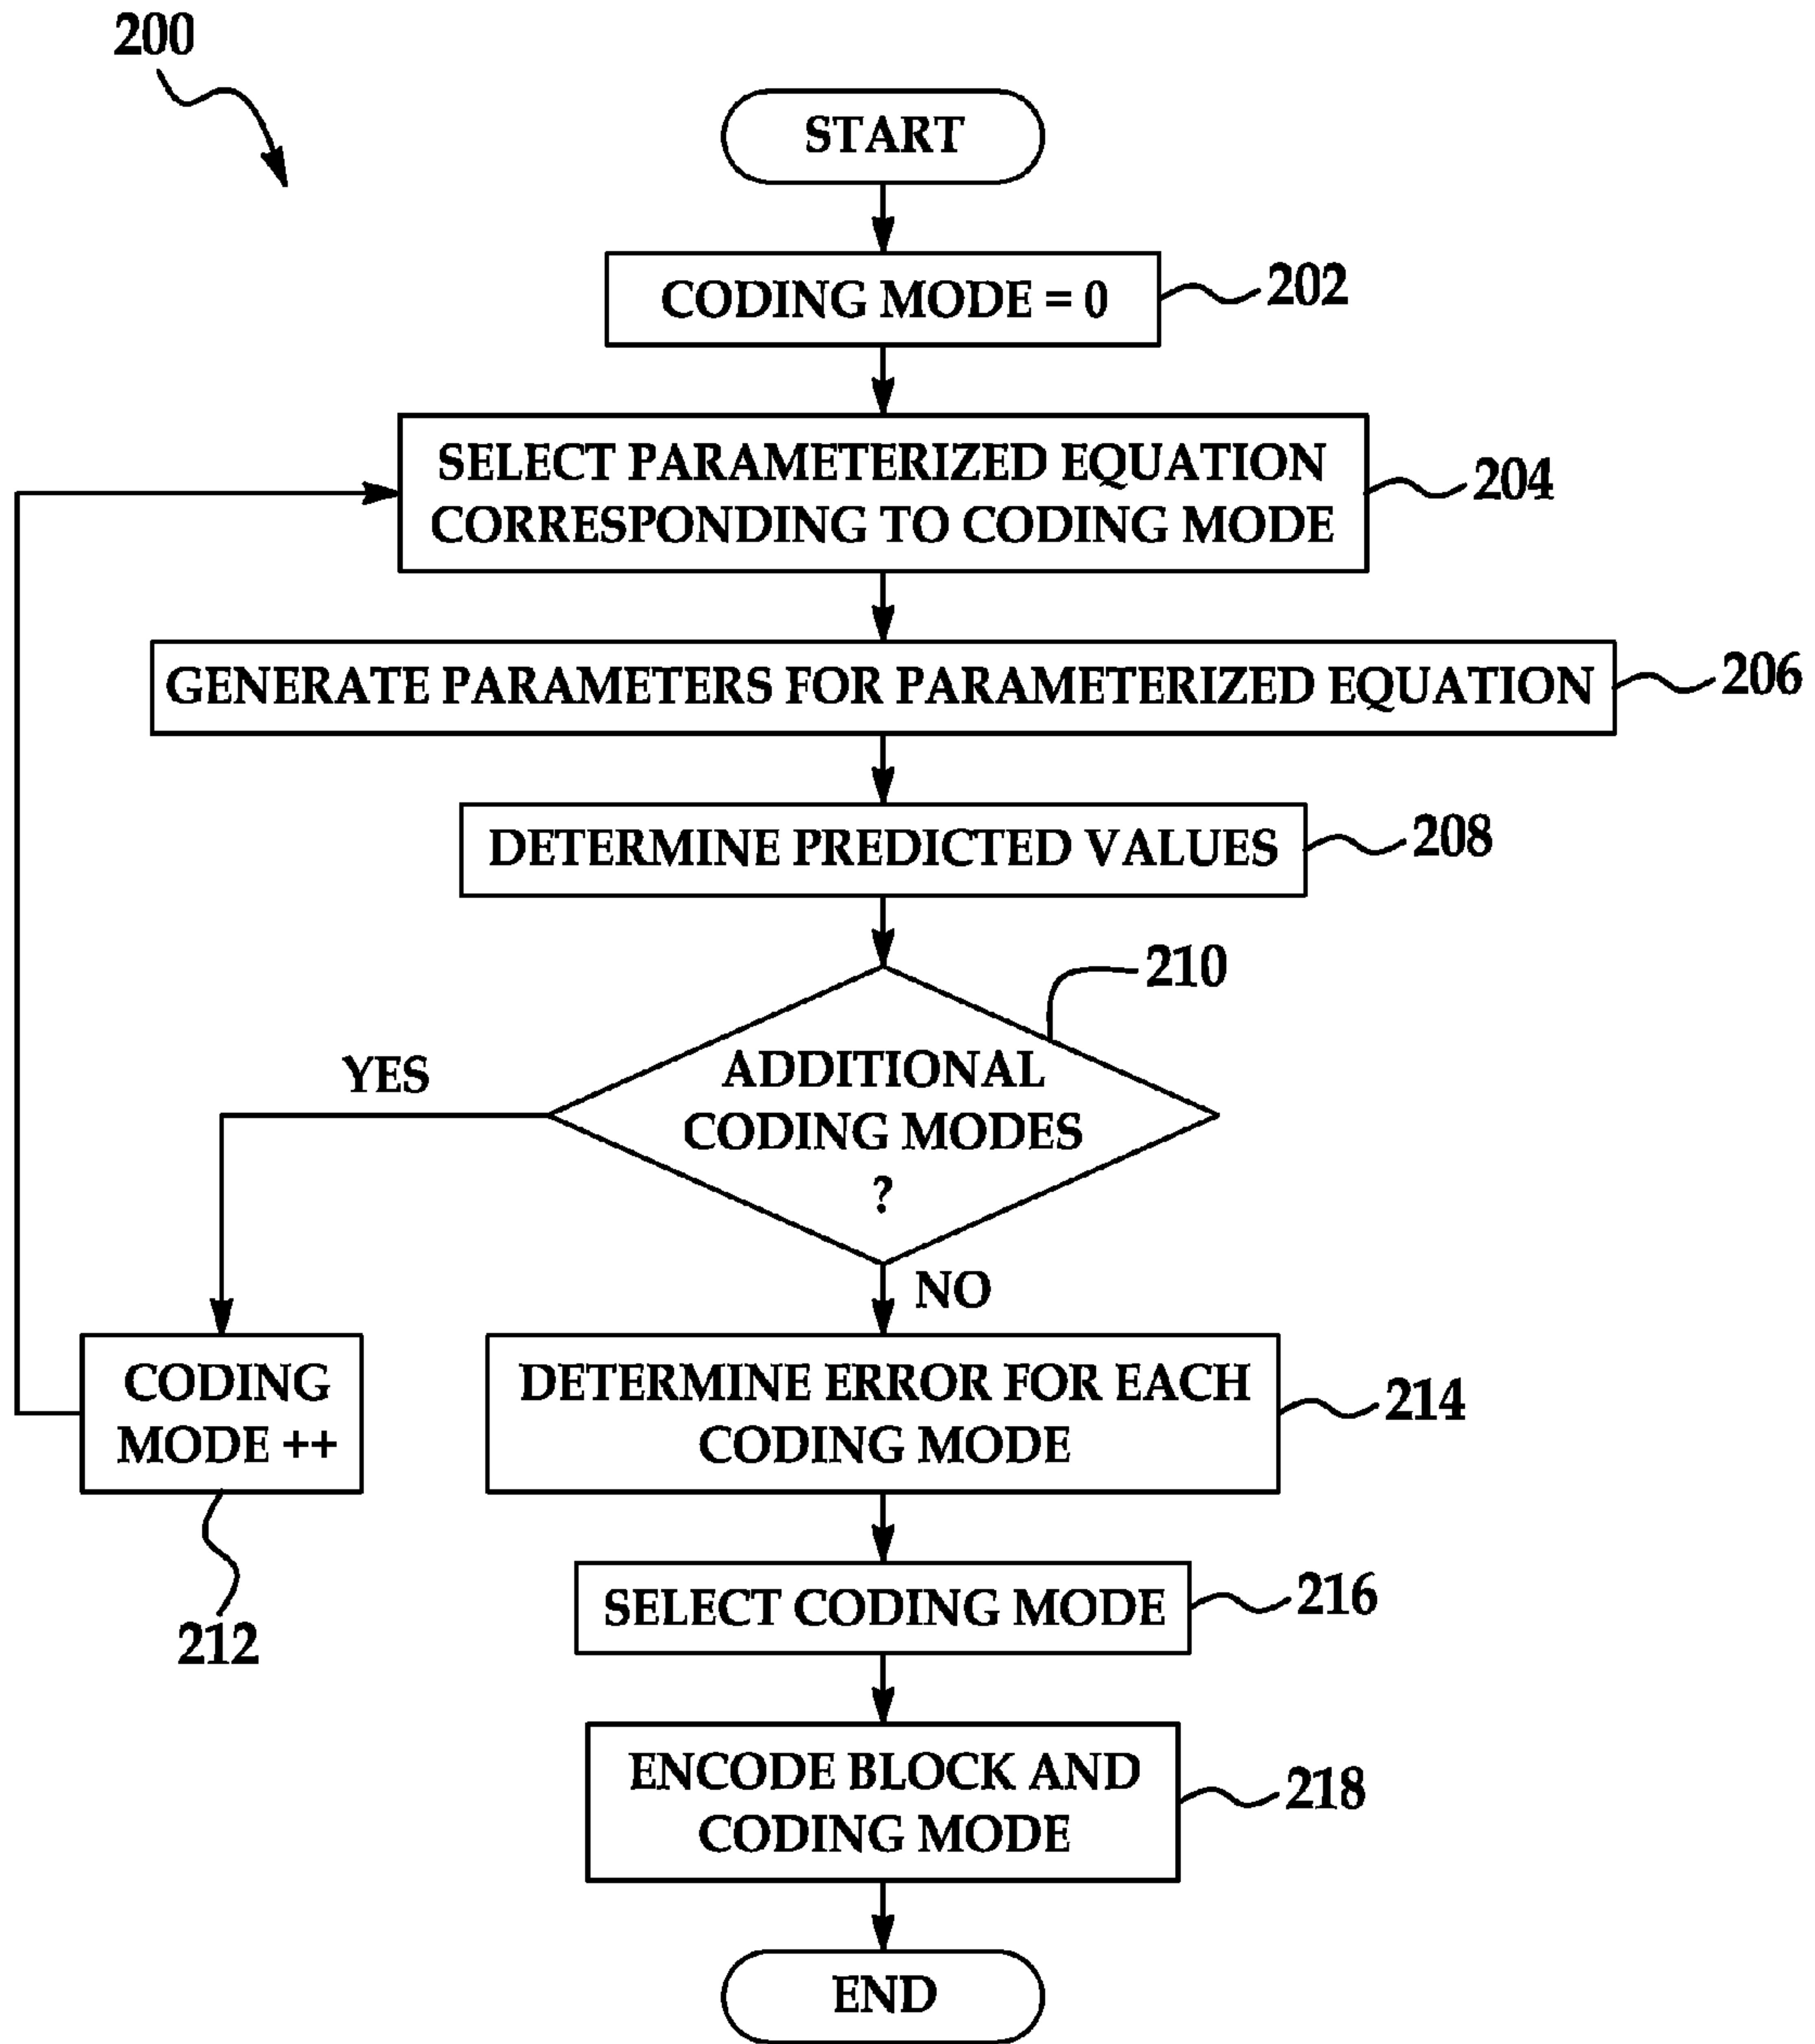 200
START
CODING MODE = 0
202
SELECT PARAMETERIZED EQUATION
CORRESPONDING TO CODING MODE
204
GENERATE PARAMETERS FOR PARAMETERIZED EQUATION
206
DETERMINE PREDICTED VALUES
208
210
ADDITIONAL
CODING MODES
?
YES
NO
CODING
MODE ++
212
DETERMINE ERROR FOR EACH
CODING MODE
214
SELECT CODING MODE
216
ENCODE BLOCK AND
CODING MODE
218
END